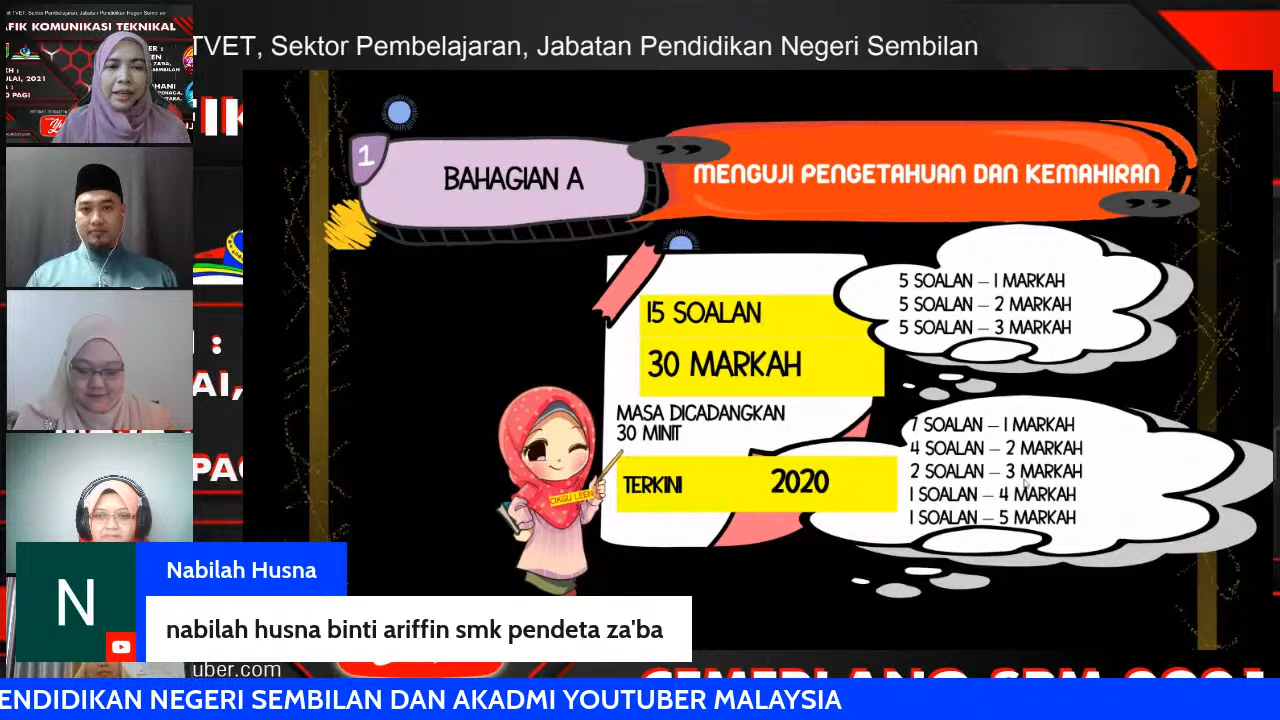 TVET, Sektor Pembelajaran, Jabatan Pendidikan Negeri Sembilan
AFIK KOMUNIKASI TEKNIKAL
1
BAHAGIAN A
MENGUJI PENGETAHUAN DAN KEMAHIRAN
15 SOALAN
30 MARKAH
MASA DICADANGKAN
30 MINIT
TERKINI 2020
5 SOALAN – 1 MARKAH
5 SOALAN – 2 MARKAH
5 SOALAN – 3 MARKAH
7 SOALAN – 1 MARKAH
4 SOALAN – 2 MARKAH
2 SOALAN – 3 MARKAH
1 SOALAN – 4 MARKAH
1 SOALAN – 5 MARKAH
CIKGU LEEN
N
Nabilah Husna
nabilah husna binti ariffin smk pendeta za'ba
uber.com
ENDIDIKAN NEGERI SEMBILAN DAN AKADMI YOUTUBER MALAYSIA